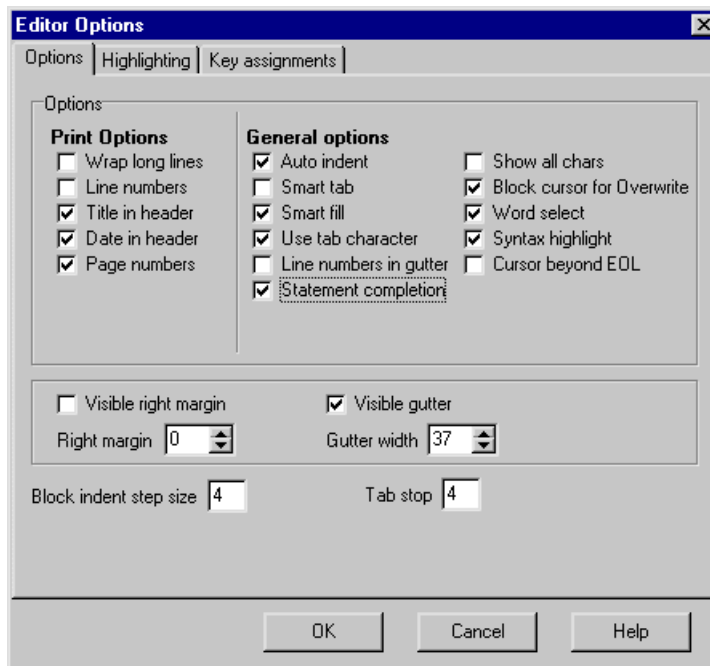 Editor Options
Options Highlighting Key assignments
Options
Print Options
Wrap long lines
Line numbers
Title in header
Date in header
Page numbers
General options
Auto indent
Smart tab
Smart fill
Use tab character
Line numbers in gutter
Statement completion
Show all chars
Block cursor for Overwrite
Word select
Syntax highlight
Cursor beyond EOL
Visible right margin
Visible gutter
Right margin 0
Gutter width 37
Block indent step size 4
Tab stop 4
OK Cancel Help